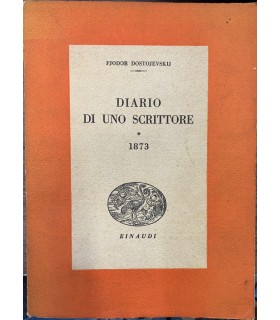 FJODOR DOSTOJEVSKIJ
DIARIO
DI UNO SCRITTORE
*
1873
EINAUDI